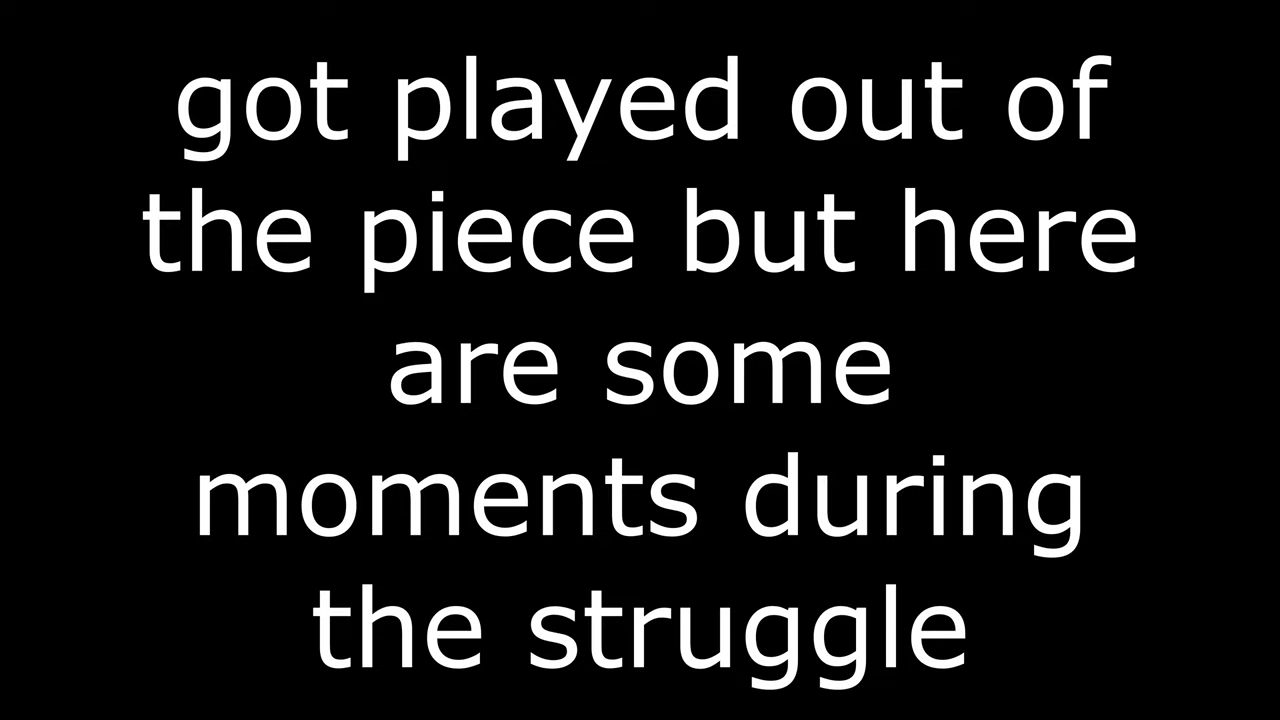 got played out of
the piece but here
are some
moments during
the struggle